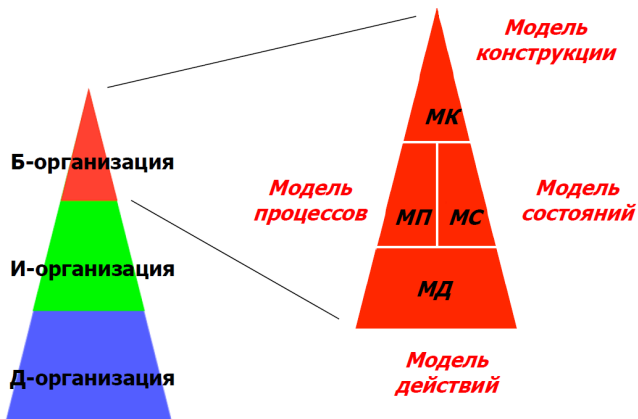 Модель
конструкции
МК
Б-организация
Модель
процессов
МП
МС
Модель
состояний
И-организация
МД
Модель
действий
Д-организация